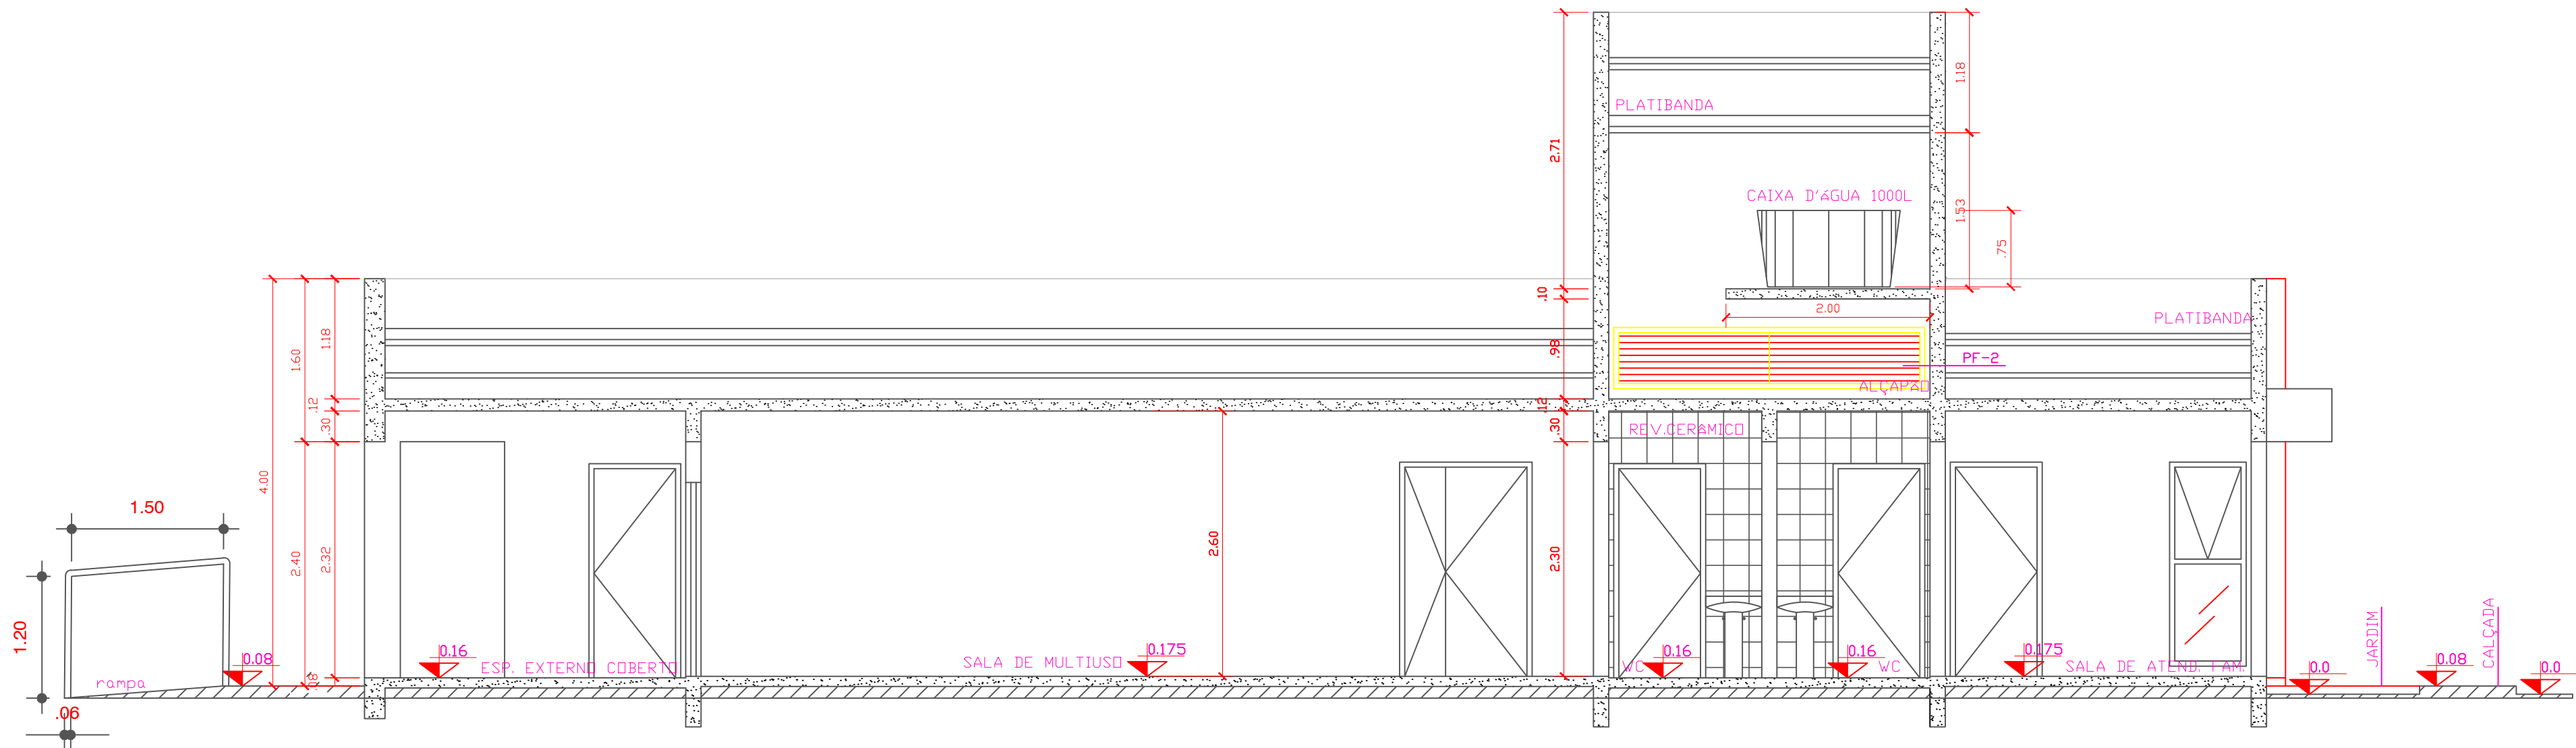 2.71
1.18
PLATIBANDA
CAIXA D'ÁGUA 1000L
1.53
.75
.10
2.00
PLATIBANDA
1.18
1.60
.98
PF-2
ALÇAPÃO
.12
.12
.30
.30
REV.CERÂMICO
4.00
1.50
2.40
2.32
2.60
2.30
1.20
JARDIM
CALÇADA
0.08
0.16
ESP. EXTERNO COBERTO
SALA DE MULTIUSO
0.175
0.16
WC
0.16
WC
0.175
SALA DE ATEND. FAM.
0.0
0.08
0.0
rampa
.08
.06